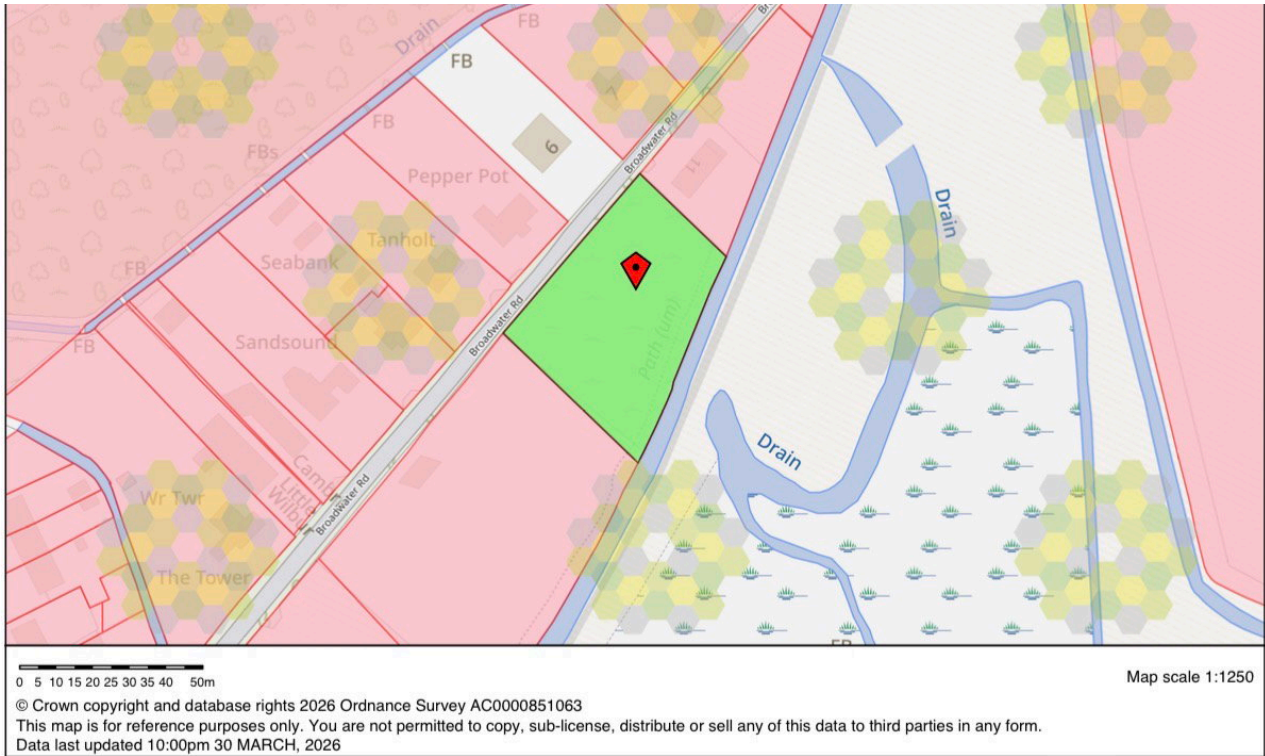 Drain
FB
FB
Br
7
FB
FBs
6
Broadwater Rd
11
Pepper Pot
Drain
Tanholt
Seabank
FB
Broadwater Rd
Path (um)
Sandsound
FB
Drain
Wr Twr
Little
Broadwater Rd
The Tower
FB
0 5 10 15 20 25 30 35 40 50m
Map scale 1:1250
© Crown copyright and database rights 2026 Ordnance Survey AC0000851063
This map is for reference purposes only. You are not permitted to copy, sub-license, distribute or sell any of this data to third parties in any form.
Data last updated 10:00pm 30 MARCH, 2026